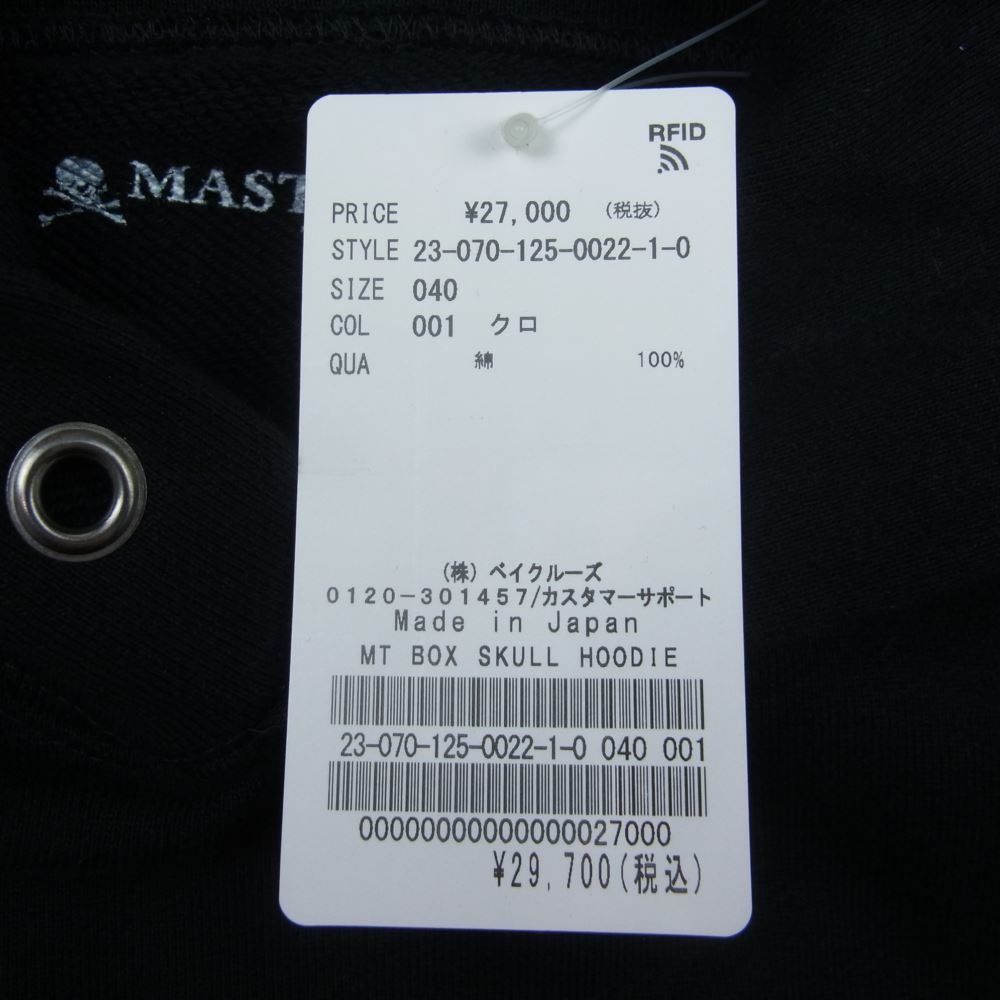 RFID
MAST
PRICE ¥27,000 (税抜)
STYLE 23-070-125-0022-1-0
SIZE 040
COL 001 クロ
QUA 綿 100%
(株) ベイクルーズ
0120-301457/カスタマーサポート
Made in Japan
MT BOX SKULL HOODIE
23-070-125-0022-1-0 040 001
00000000000000027000
¥29,700(税込)